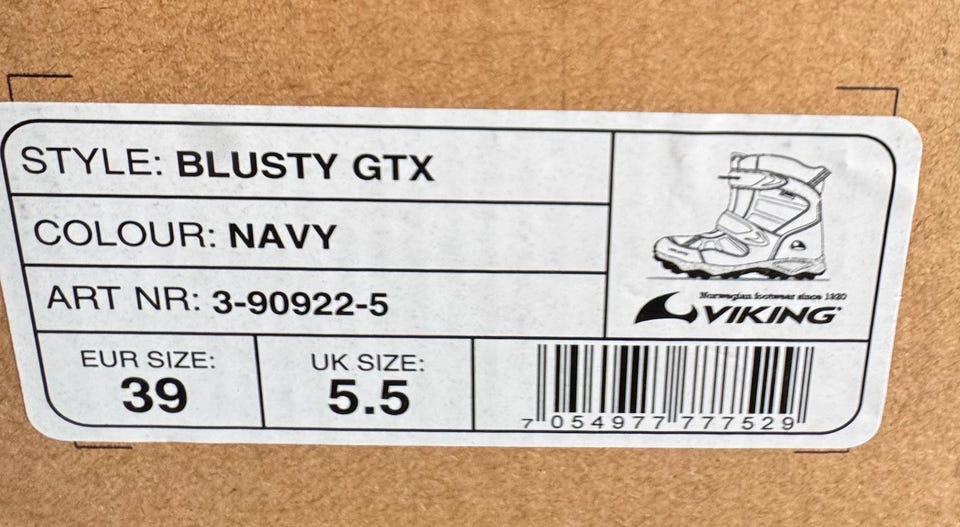 STYLE: BLUSTY GTX
COLOUR: NAVY
ART NR: 3-90922-5
Norwegian footwear since 1920
VIKING
EUR SIZE:
39
UK SIZE:
5.5
7 054977 777529